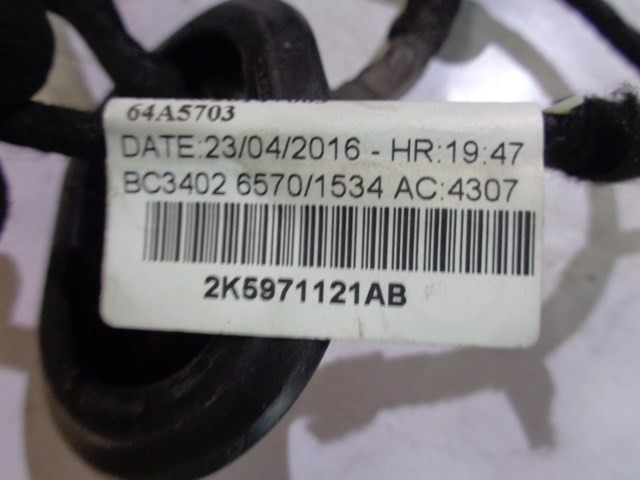 64A5703
DATE:23/04/2016 - HR:19:47
BC3402 6570/1534 AC:4307
2K5971121AB